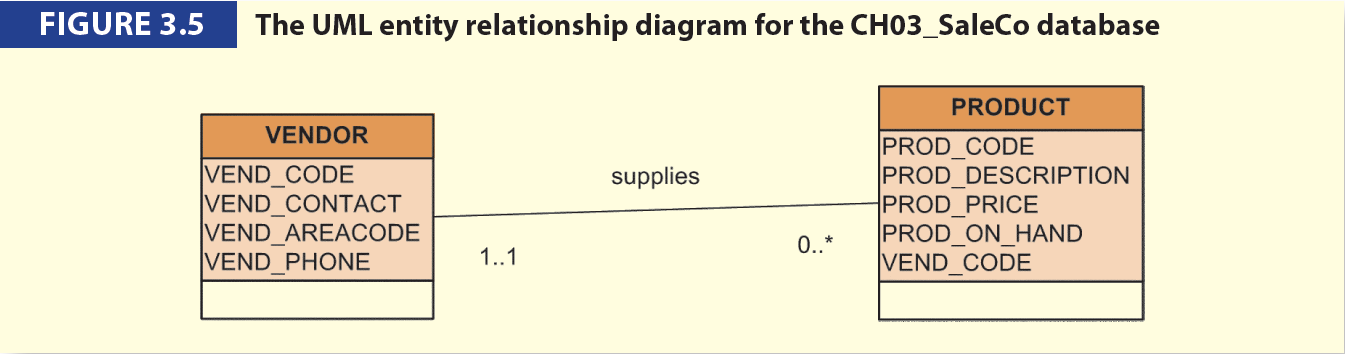 FIGURE 3.5 The UML entity relationship diagram for the CH03_SaleCo database
VENDOR
VEND_CODE
VEND_CONTACT
VEND_AREACODE
VEND_PHONE
supplies
1..1
0..*
PRODUCT
PROD_CODE
PROD_DESCRIPTION
PROD_PRICE
PROD_ON_HAND
VEND_CODE